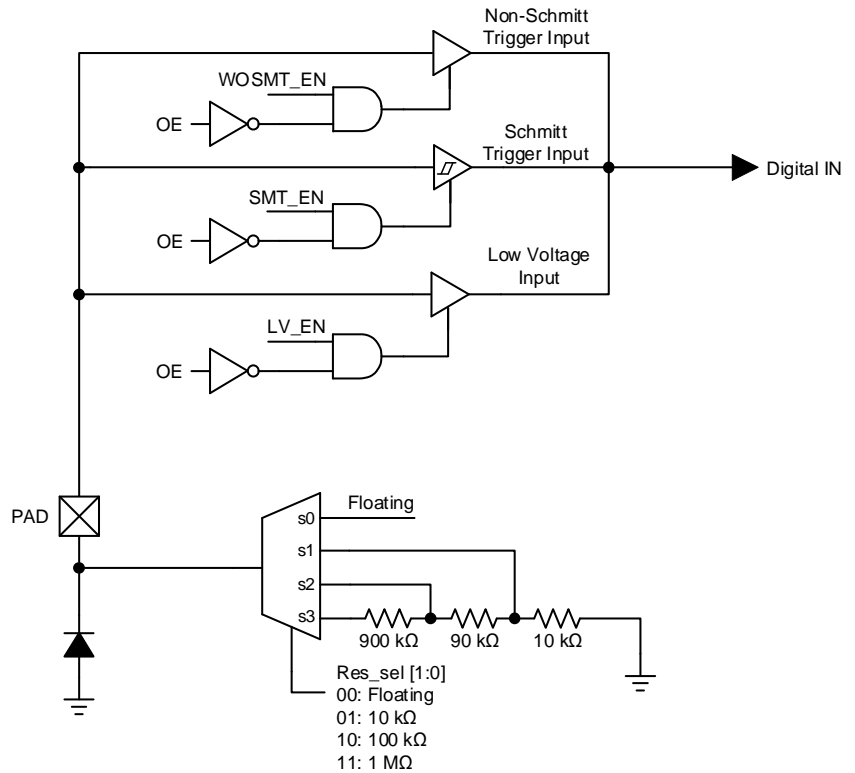 Non-Schmitt
Trigger Input
WOSMT_EN
OE
Schmitt
Trigger Input
Digital IN
SMT_EN
OE
Low Voltage
Input
LV_EN
OE
PAD
Floating
s0
s1
s2
s3
900 kΩ
90 kΩ
10 kΩ
Res_sel [1:0]
00: Floating
01: 10 kΩ
10: 100 kΩ
11: 1 MΩ